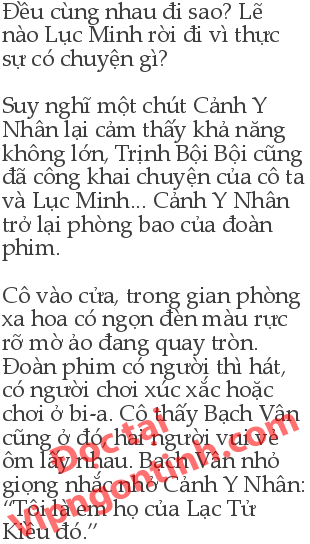 Đều cùng nhau đi sao? Lẽ
nào Lục Minh rời đi vì thực
sự có chuyện gì?
Suy nghĩ một chút Cảnh Y
Nhân lại cảm thấy khả năng
không lớn, Trịnh Bội Bội cũng
đã công khai chuyện của cô ta
và Lục Minh... Cảnh Y Nhân
trở lại phòng bao của đoàn
phim.
Cô vào cửa, trong gian phòng
xa hoa có ngọn đèn màu rực
rỡ mờ ảo đang quay tròn.
Đoàn phim có người thì hát,
có người chơi xúc xắc hoặc
chơi ở bi-a. Cô thấy Bạch Vân
cũng ở đó, hai người vui vẻ
ôm lấy nhau. Bạch Vân nhỏ
giọng nhắc nhở Cảnh Y Nhân:
“Tôi là em họ của Lạc Tử
Kiều đó.”
Đọc tại
Vipngontinh.com